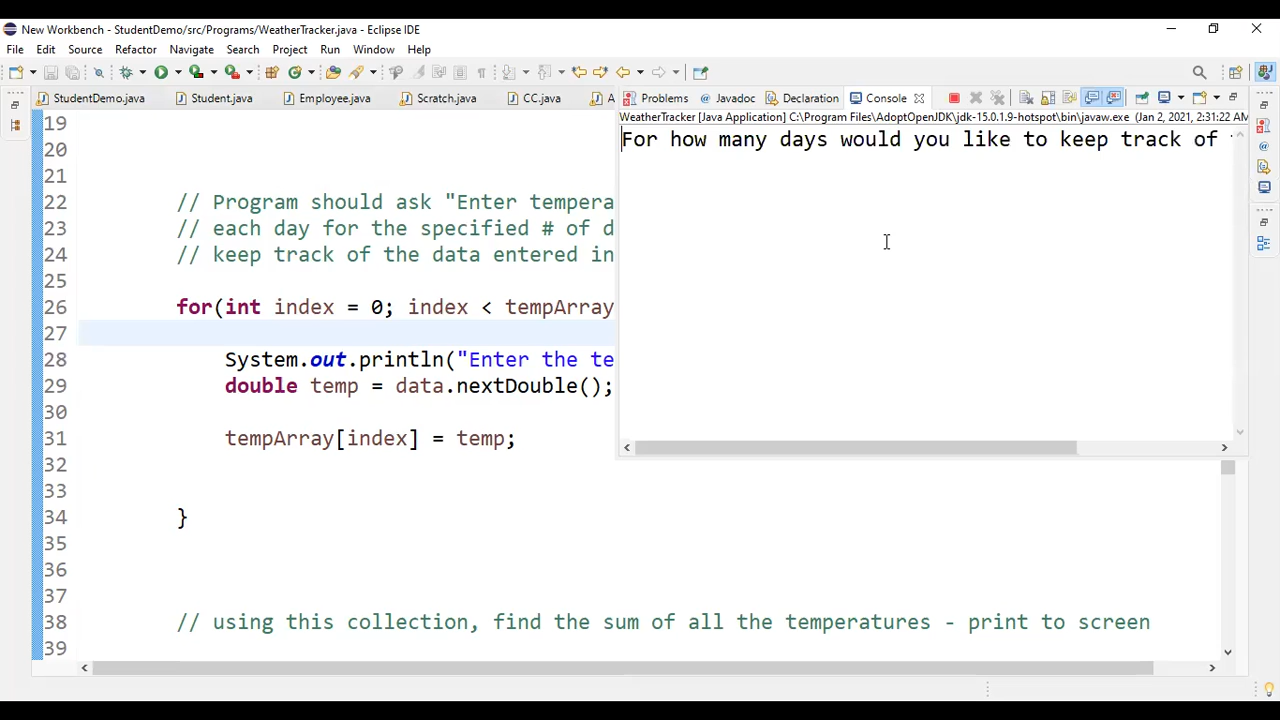 New Workbench - StudentDemo/src/Programs/WeatherTracker.java - Eclipse IDE
File Edit Source Refactor Navigate Search Project Run Window Help
StudentDemo.java Student.java Employee.java Scratch.java CC.java A Problems Javadoc Declaration Console
WeatherTracker [Java Application] C:\Program Files\AdoptOpenJDK\jdk-15.0.1.9-hotspot\bin\javaw.exe (Jan 2, 2021, 2:31:22 AM
For how many days would you like to keep track of
19
20
21
22 // Program should ask "Enter tempera
23 // each day for the specified # of d
24 // keep track of the data entered in
25
26 for(int index = 0; index < tempArray
27
28 System.out.println("Enter the te
29 double temp = data.nextDouble();
30
31 tempArray[index] = temp;
32
33
34 }
35
36
37
38 // using this collection, find the sum of all the temperatures - print to screen
39